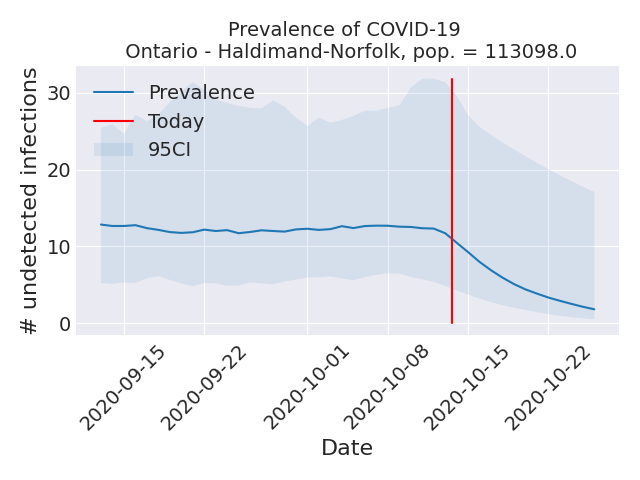 Prevalence of COVID-19
Ontario - Haldimand-Norfolk, pop. = 113098.0
# undetected infections
30
20
10
0
Prevalence
Today
95CI
2020-09-15
2020-09-22
2020-10-01
2020-10-08
2020-10-15
2020-10-22
Date